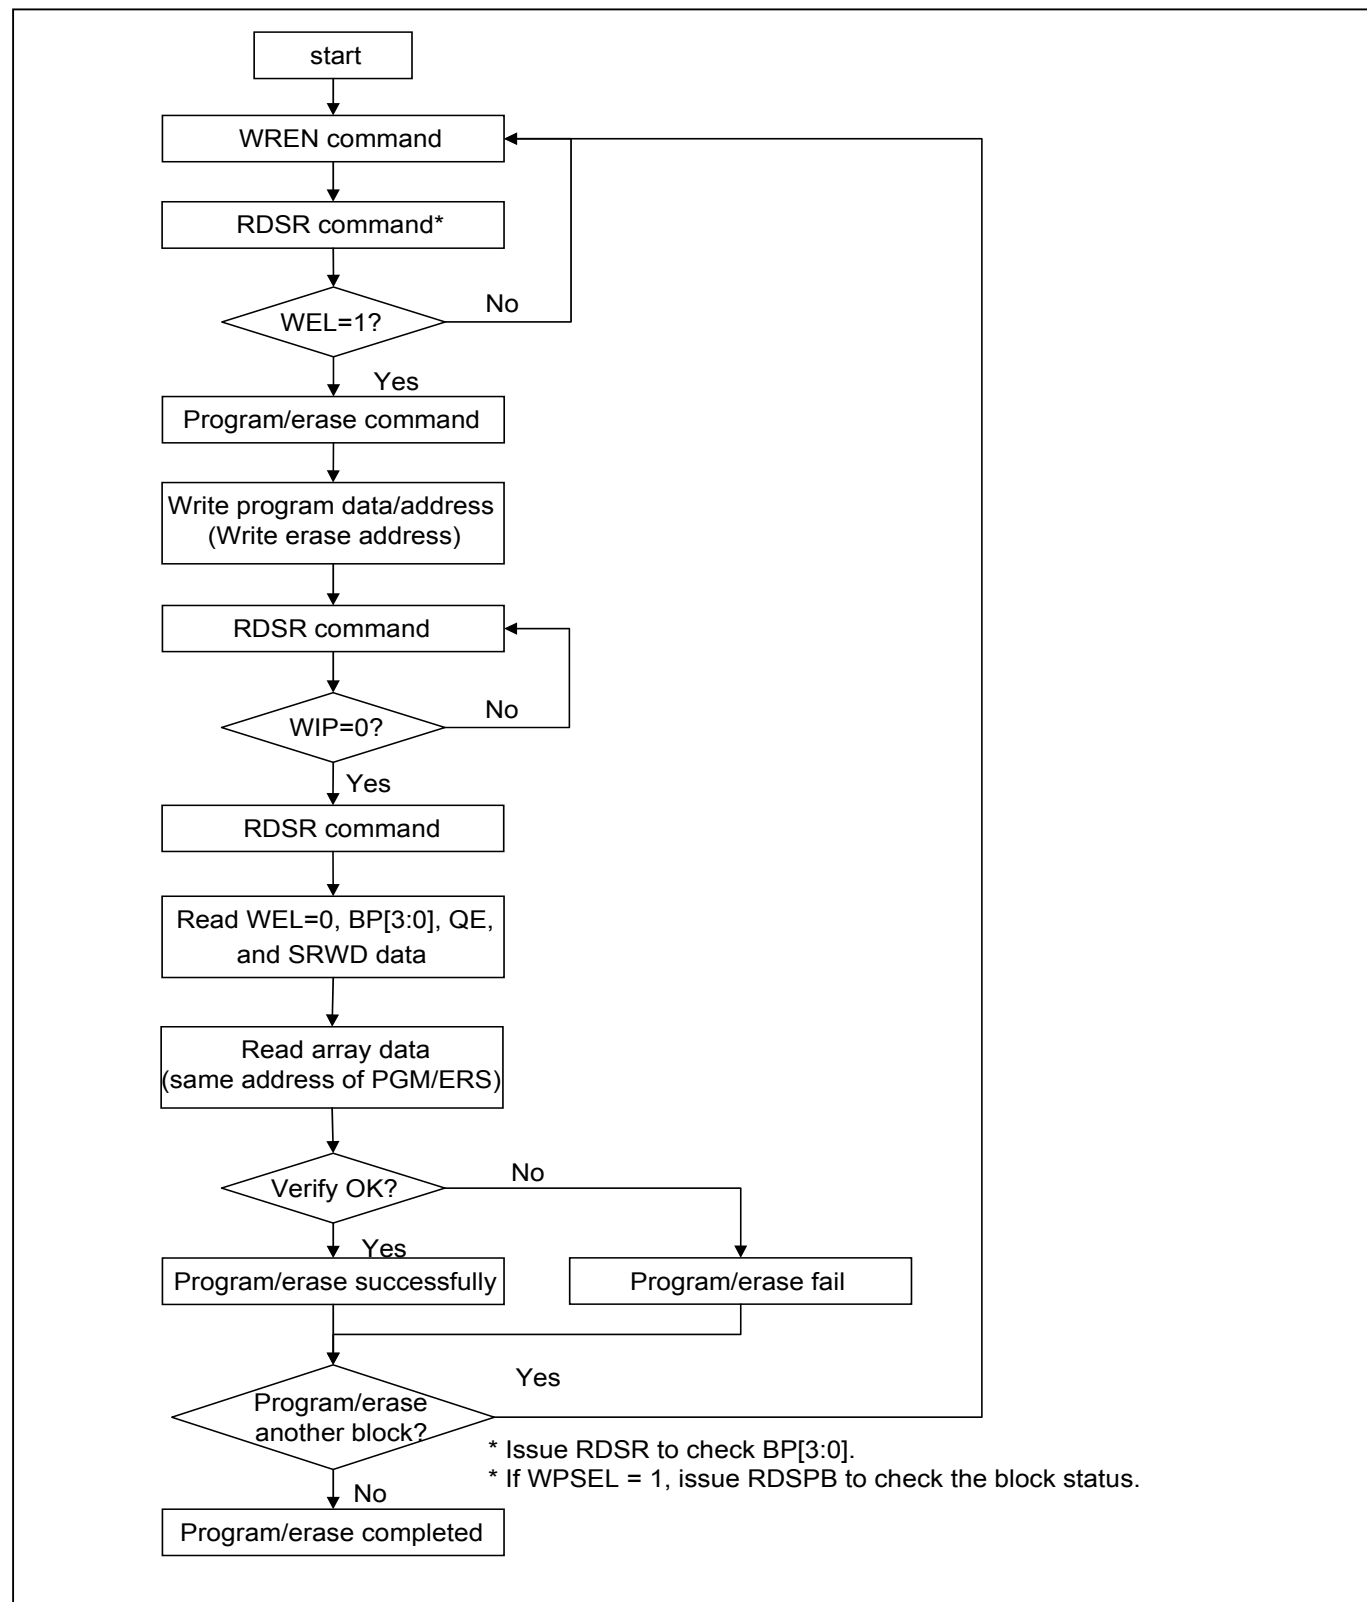 start
WREN command
RDSR command*
WEL=1?
No
Yes
Program/erase command
Write program data/address
(Write erase address)
RDSR command
WIP=0?
No
Yes
RDSR command
Read WEL=0, BP[3:0], QE,
and SRWD data
Read array data
(same address of PGM/ERS)
Verify OK?
No
Yes
Program/erase successfully
Program/erase fail
Program/erase
another block?
Yes
* Issue RDSR to check BP[3:0].
* If WPSEL = 1, issue RDSPB to check the block status.
No
Program/erase completed